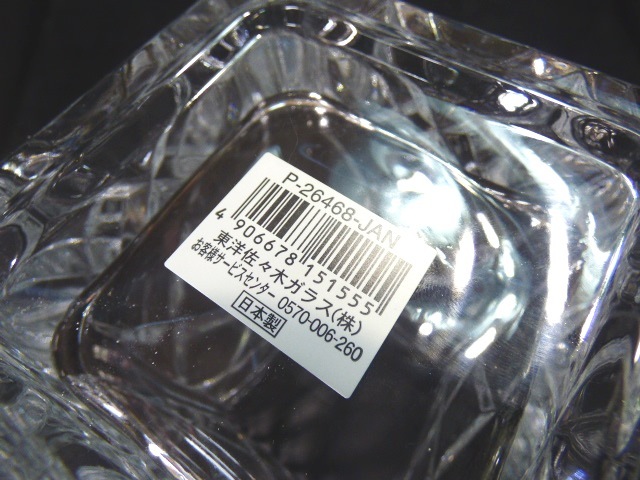 P-26468-JAN
4 906678 151555
東洋佐々木ガラス(株)
お客様サービスセンター 0570-006-260
日本製